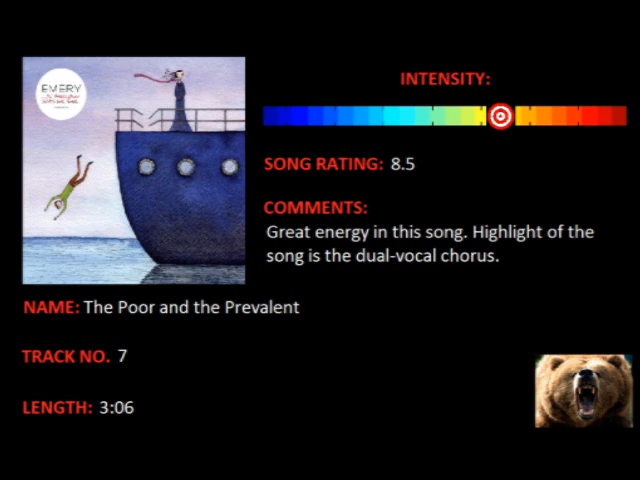 EMERY
INTENSITY:
SONG RATING: 8.5
COMMENTS:
Great energy in this song. Highlight of the
song is the dual-vocal chorus.
NAME: The Poor and the Prevalent
TRACK NO. 7
LENGTH: 3:06